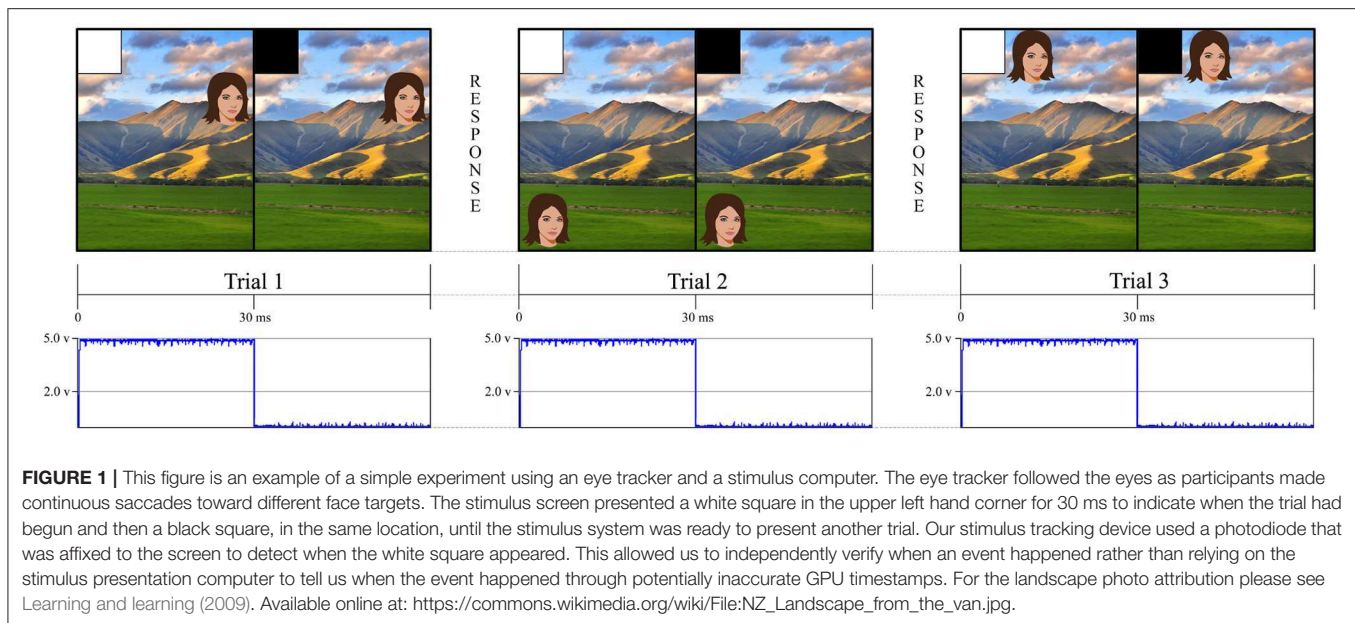 RESPONSE
RESPONSE
Trial 1
Trial 2
Trial 3
0
30 ms
0
30 ms
0
30 ms
5.0 v
2.0 v
5.0 v
2.0 v
5.0 v
2.0 v
FIGURE 1 | This figure is an example of a simple experiment using an eye tracker and a stimulus computer. The eye tracker followed the eyes as participants made
continuous saccades toward different face targets. The stimulus screen presented a white square in the upper left hand corner for 30 ms to indicate when the trial had
begun and then a black square, in the same location, until the stimulus system was ready to present another trial. Our stimulus tracking device used a photodiode that
was affixed to the screen to detect when the white square appeared. This allowed us to independently verify when an event happened rather than relying on the
stimulus presentation computer to tell us when the event happened through potentially inaccurate GPU timestamps. For the landscape photo attribution please see
Learning and learning (2009). Available online at: https://commons.wikimedia.org/wiki/File:NZ_Landscape_from_the_van.jpg.